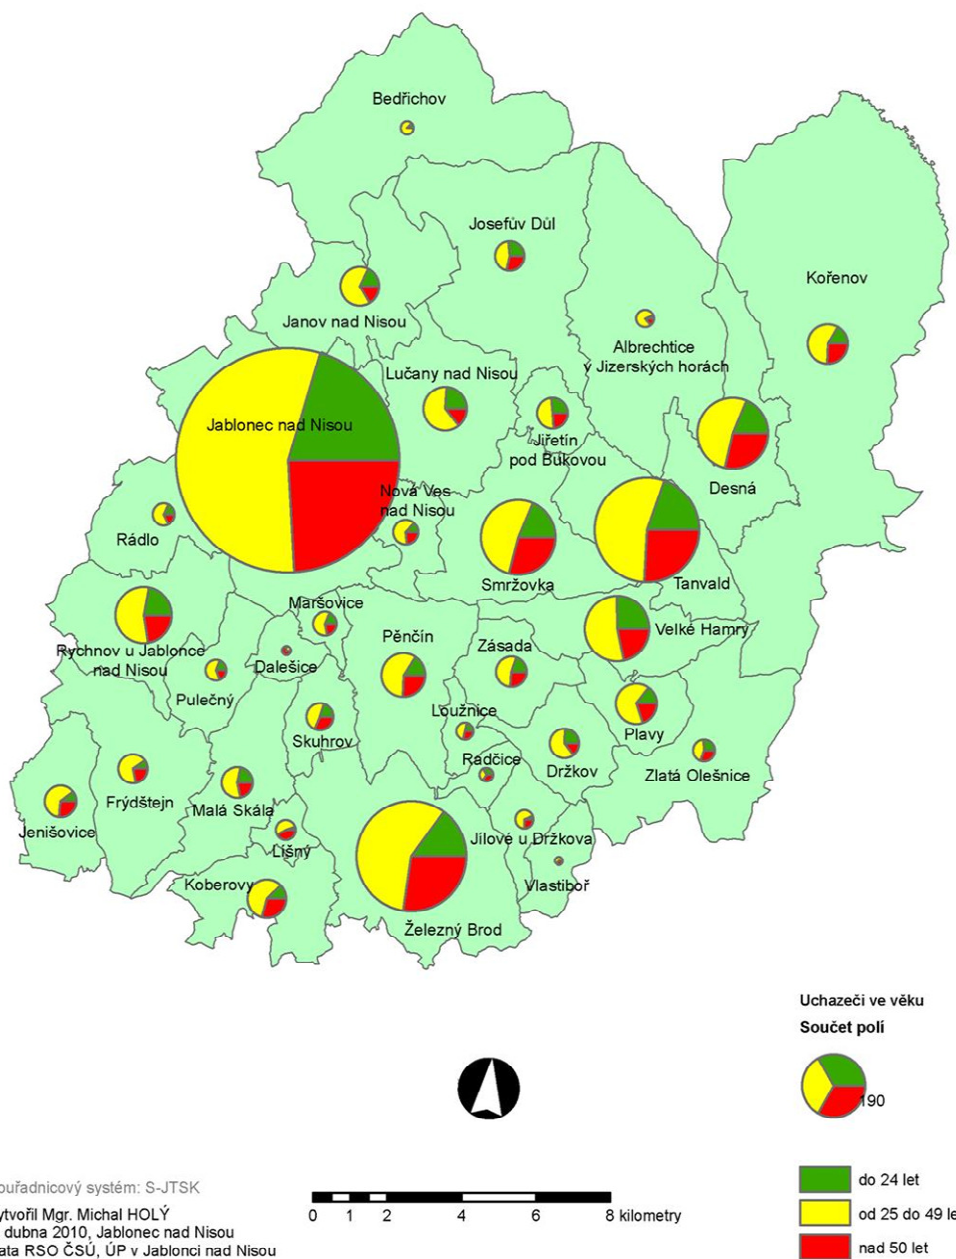 Bedřichov
Josefův Důl
Kořenov
Janov nad Nisou
Albrechtice
v Jizerských horách
Lučany nad Nisou
Jablonec nad Nisou
Jiřetín
pod Bukovou
Desná
Nová Ves
nad Nisou
Rádlo
Smržovka
Tanvald
Maršovice
Velké Hamry
Pěnčín
Zásada
Rychnov u Jablonce
nad Nisou
Dalešice
Pulečný
Loužnice
Skuhrov
Plavy
Radčice
Držkov
Zlatá Olešnice
Frýdštejn
Malá Skála
Jenišovice
Jílové u Držkova
Líšný
Koberovy
Vlastiboř
Železný Brod
Uchazeči ve věku
Součet polí
190
do 24 let
od 25 do 49 le
nad 50 let
ouřadnicový systém: S-JTSK
ytvořil Mgr. Michal HOLÝ
dubna 2010, Jablonec nad Nisou
ata RSO ČSÚ, ÚP v Jablonci nad Nisou
0 1 2 4 6 8 kilometry